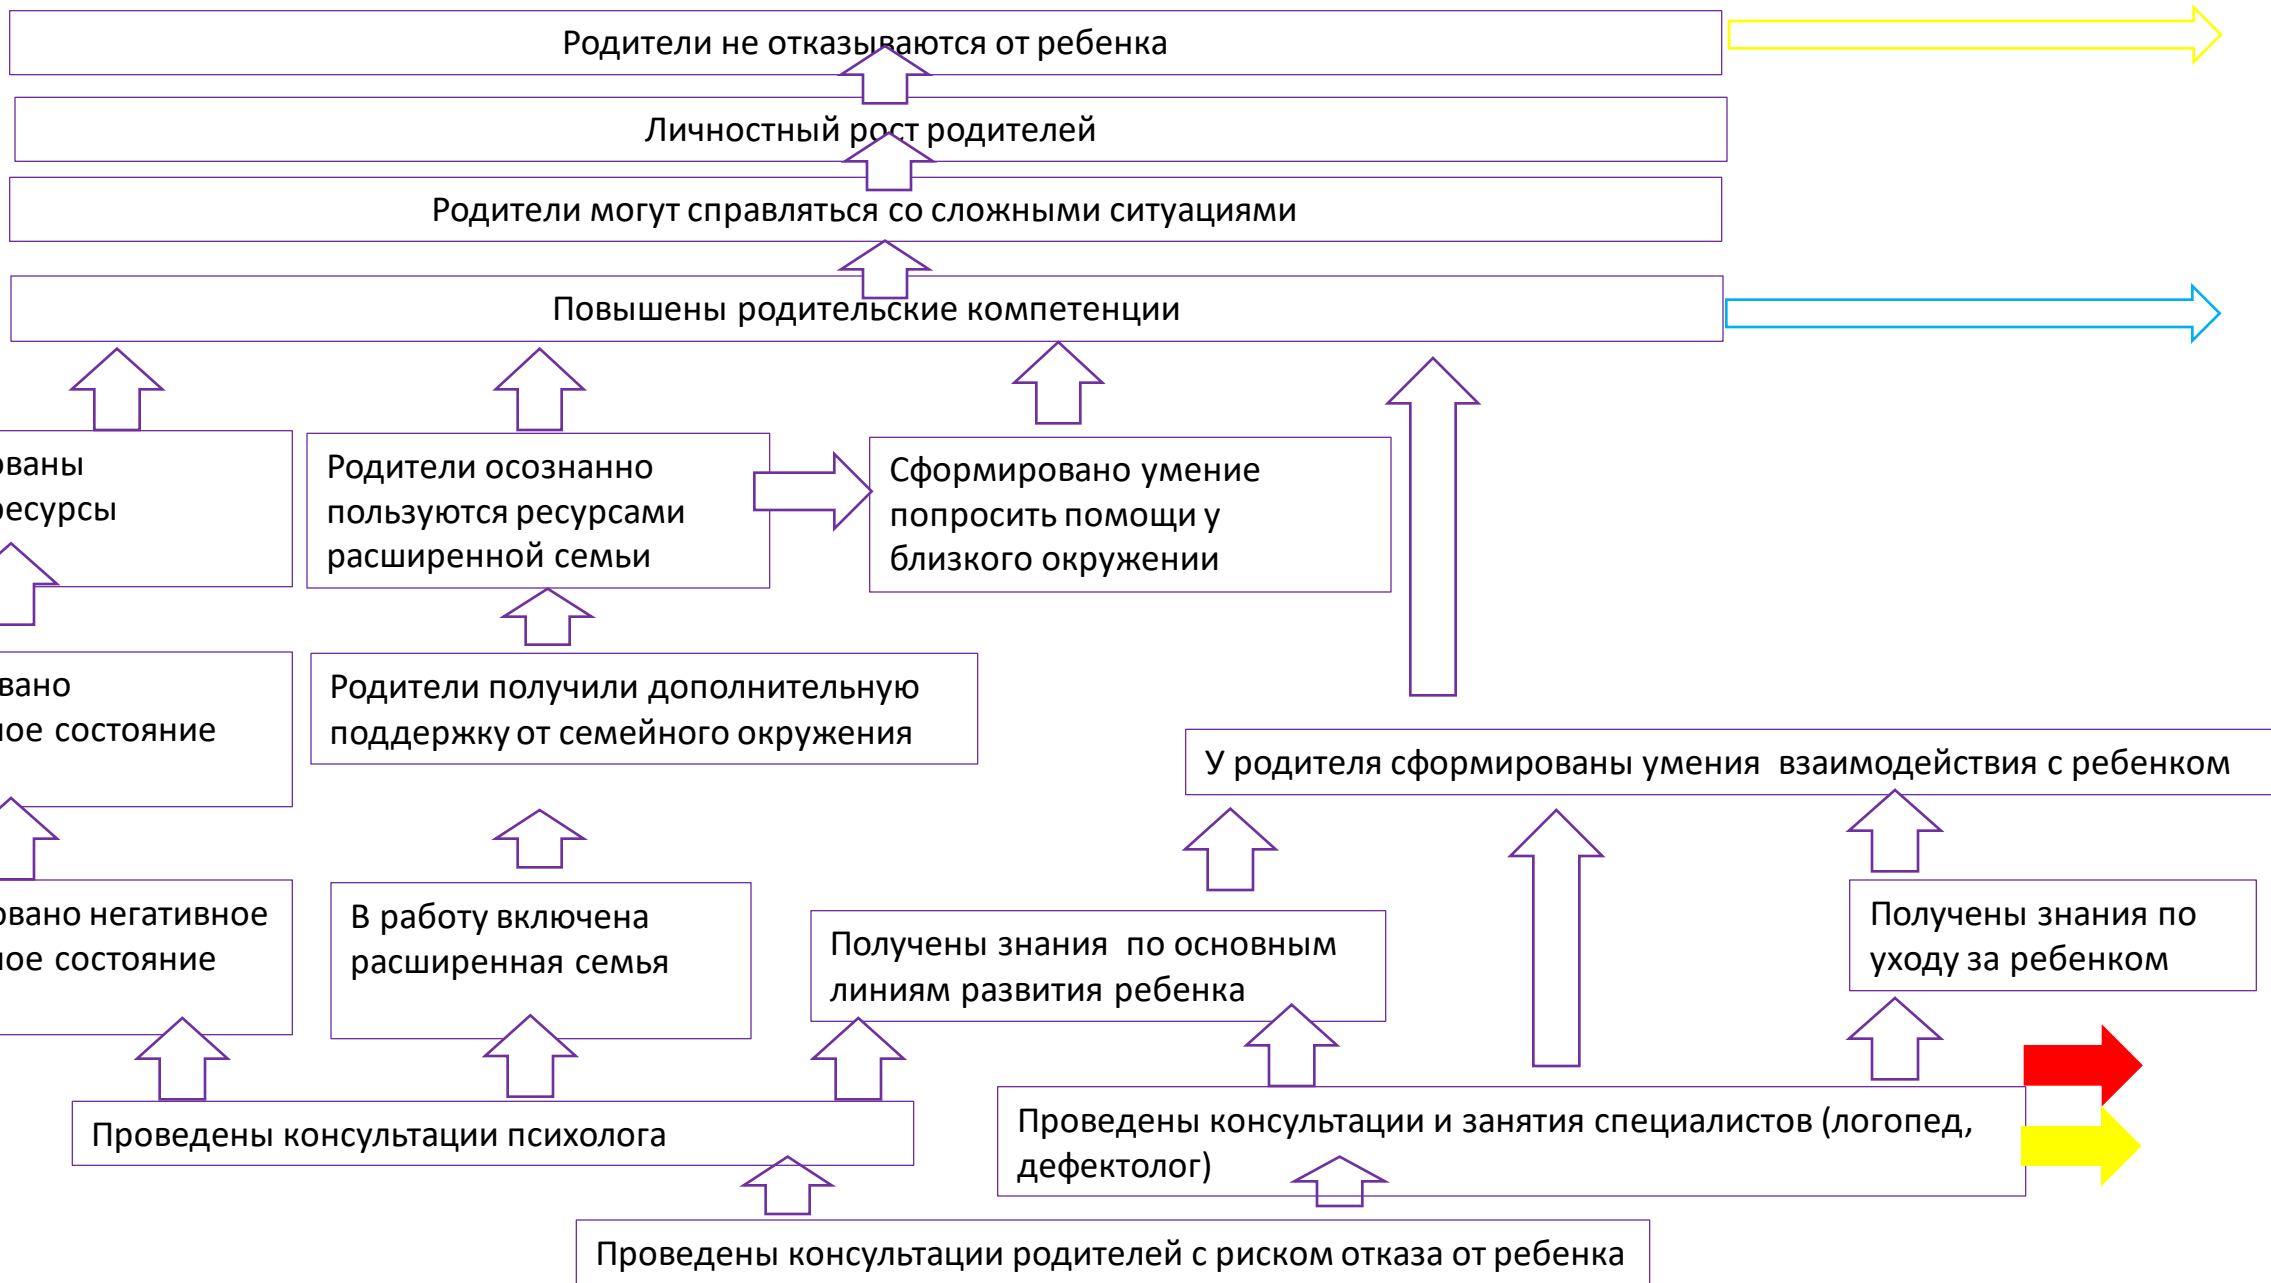 Родители не отказываются от ребенка
Личностный рост родителей
Родители могут справляться со сложными ситуациями
Повышены родительские компетенции
ованы
ресурсы
Родители осознанно
пользуются ресурсами
расширенной семьи
Сформировано умение
попросить помощи у
близкого окружении
вано
ное состояние
Родители получили дополнительную
поддержку от семейного окружения
У родителя сформированы умения  взаимодействия с ребенком
овано негативное
ное состояние
В работу включена
расширенная семья
Получены знания  по основным
линиям развития ребенка
Получены знания по
уходу за ребенком
Проведены консультации психолога
Проведены консультации и занятия специалистов (логопед,
дефектолог)
Проведены консультации родителей с риском отказа от ребенка